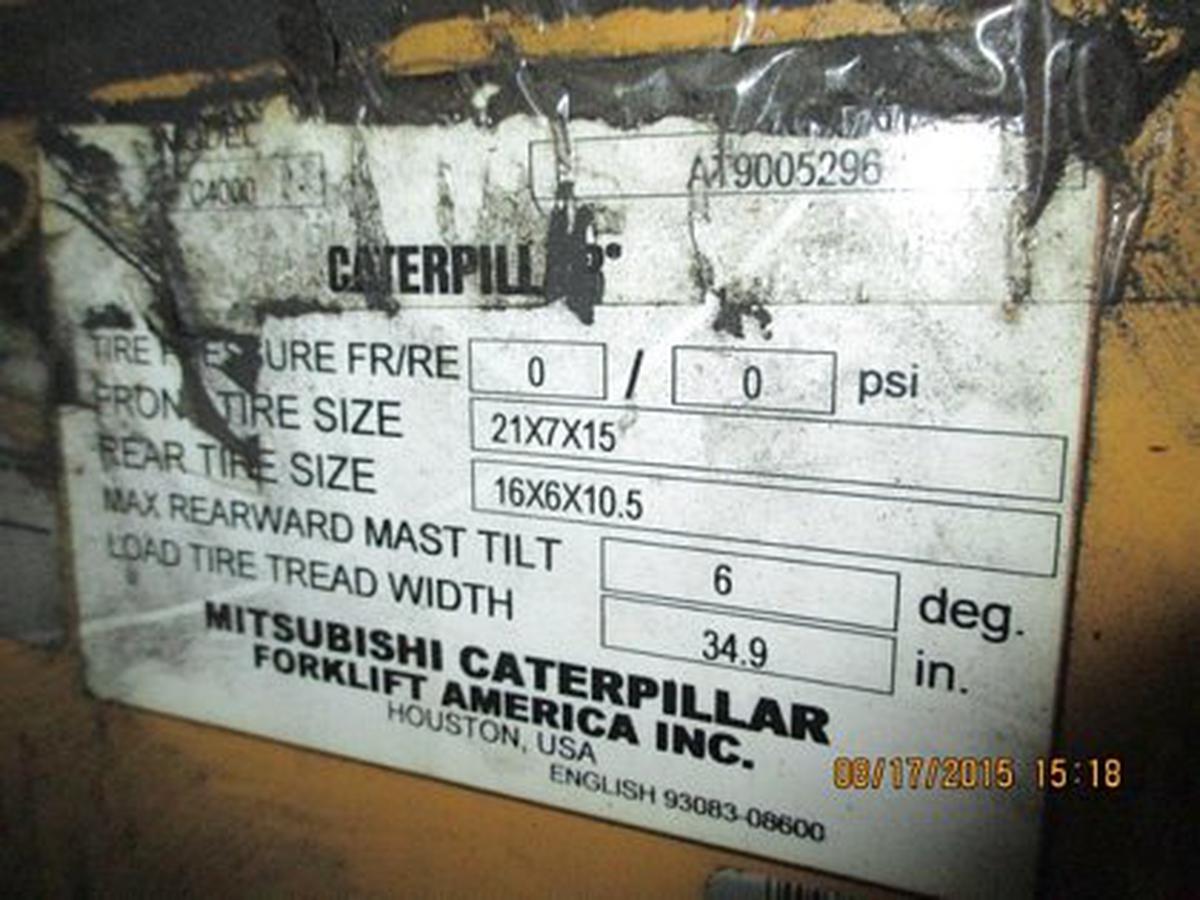 MODEL
C4000
AT9005296
CATERPILLAR
TIRE PRESSURE FR/RE 0 / 0 psi
FRONT TIRE SIZE 21X7X15
REAR TIRE SIZE 16X6X10.5
MAX REARWARD MAST TILT 6 deg.
LOAD TIRE TREAD WIDTH 34.9 in.
MITSUBISHI CATERPILLAR
FORKLIFT AMERICA INC.
HOUSTON, USA
ENGLISH 93083-08600
08/17/2015 15:18